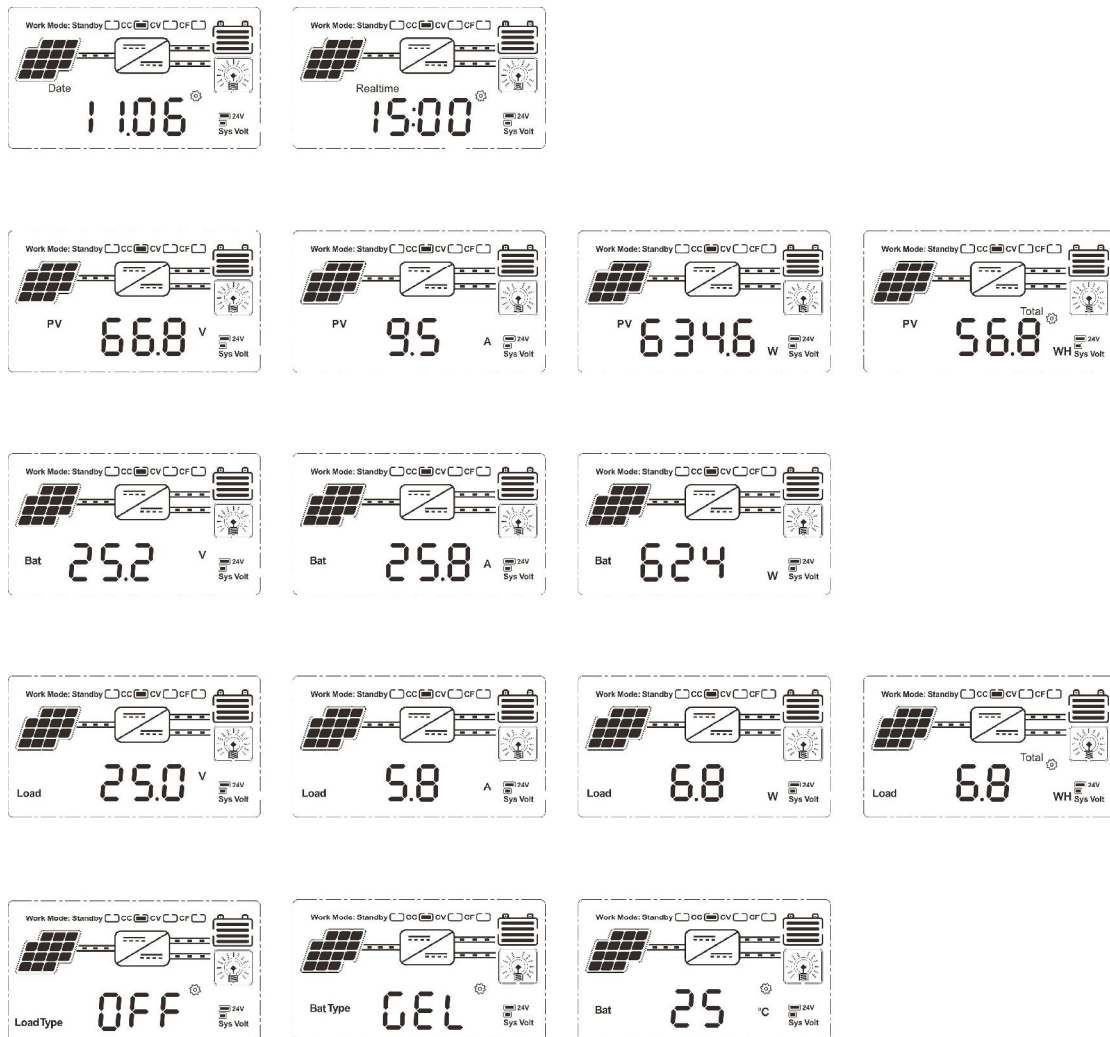 Work Mode: Standby CC CV CF
Date
11.06
24V
Sys Volt
Work Mode: Standby CC CV CF
Realtime
15:00
24V
Sys Volt
Work Mode: Standby CC CV CF
PV 66.8 V
24V
Sys Volt
Work Mode: Standby CC CV CF
PV 9.5 A
24V
Sys Volt
Work Mode: Standby CC CV CF
PV 634.6 W
24V
Sys Volt
Work Mode: Standby CC CV CF
Total
PV 56.8 WH
24V
Sys Volt
Work Mode: Standby CC CV CF
Bat 25.2 V
24V
Sys Volt
Work Mode: Standby CC CV CF
Bat 25.8 A
24V
Sys Volt
Work Mode: Standby CC CV CF
Bat 624 W
24V
Sys Volt
Work Mode: Standby CC CV CF
Load 25.0 V
24V
Sys Volt
Work Mode: Standby CC CV CF
Load 5.8 A
24V
Sys Volt
Work Mode: Standby CC CV CF
Load 6.8 W
24V
Sys Volt
Work Mode: Standby CC CV CF
Total
Load 6.8 WH
24V
Sys Volt
Work Mode: Standby CC CV CF
Load Type OFF
24V
Sys Volt
Work Mode: Standby CC CV CF
Bat Type GEL
24V
Sys Volt
Work Mode: Standby CC CV CF
Bat 25 °C
24V
Sys Volt